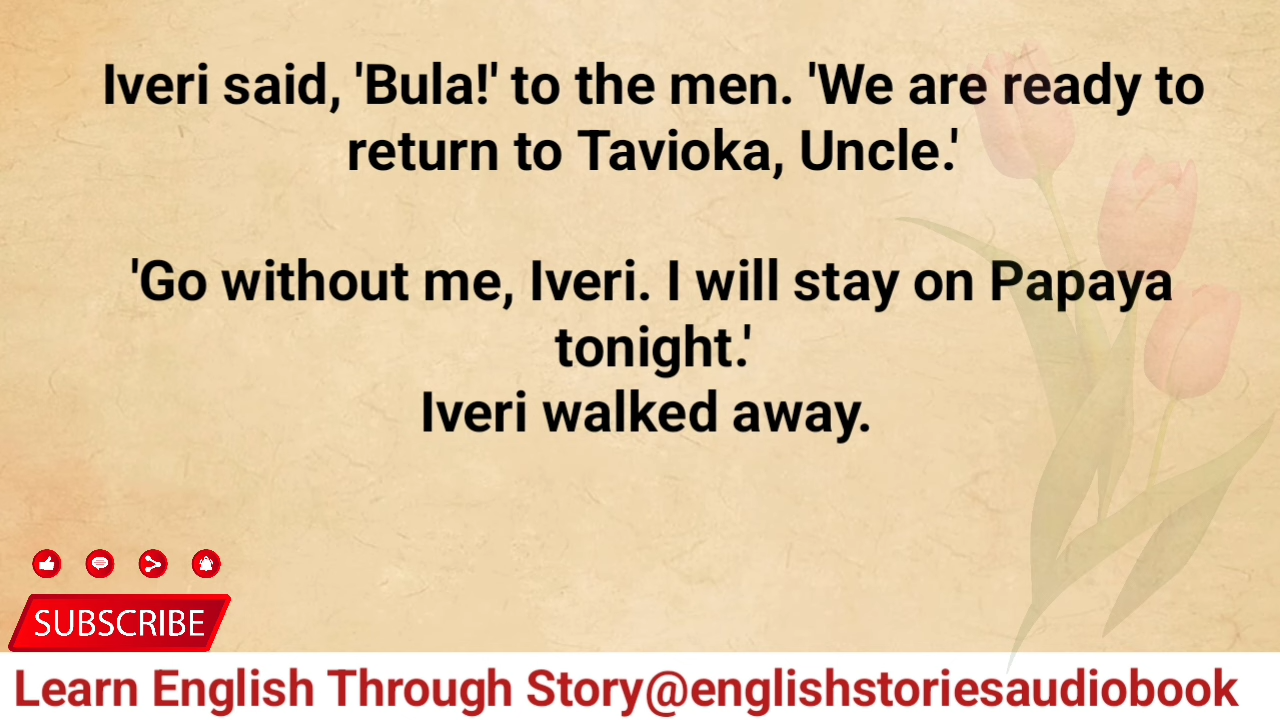 Iveri said, 'Bula!' to the men. 'We are ready to
return to Tavioka, Uncle.'
'Go without me, Iveri. I will stay on Papaya
tonight.'
Iveri walked away.
SUBSCRIBE
Learn English Through Story@englishstoriesaudiobook